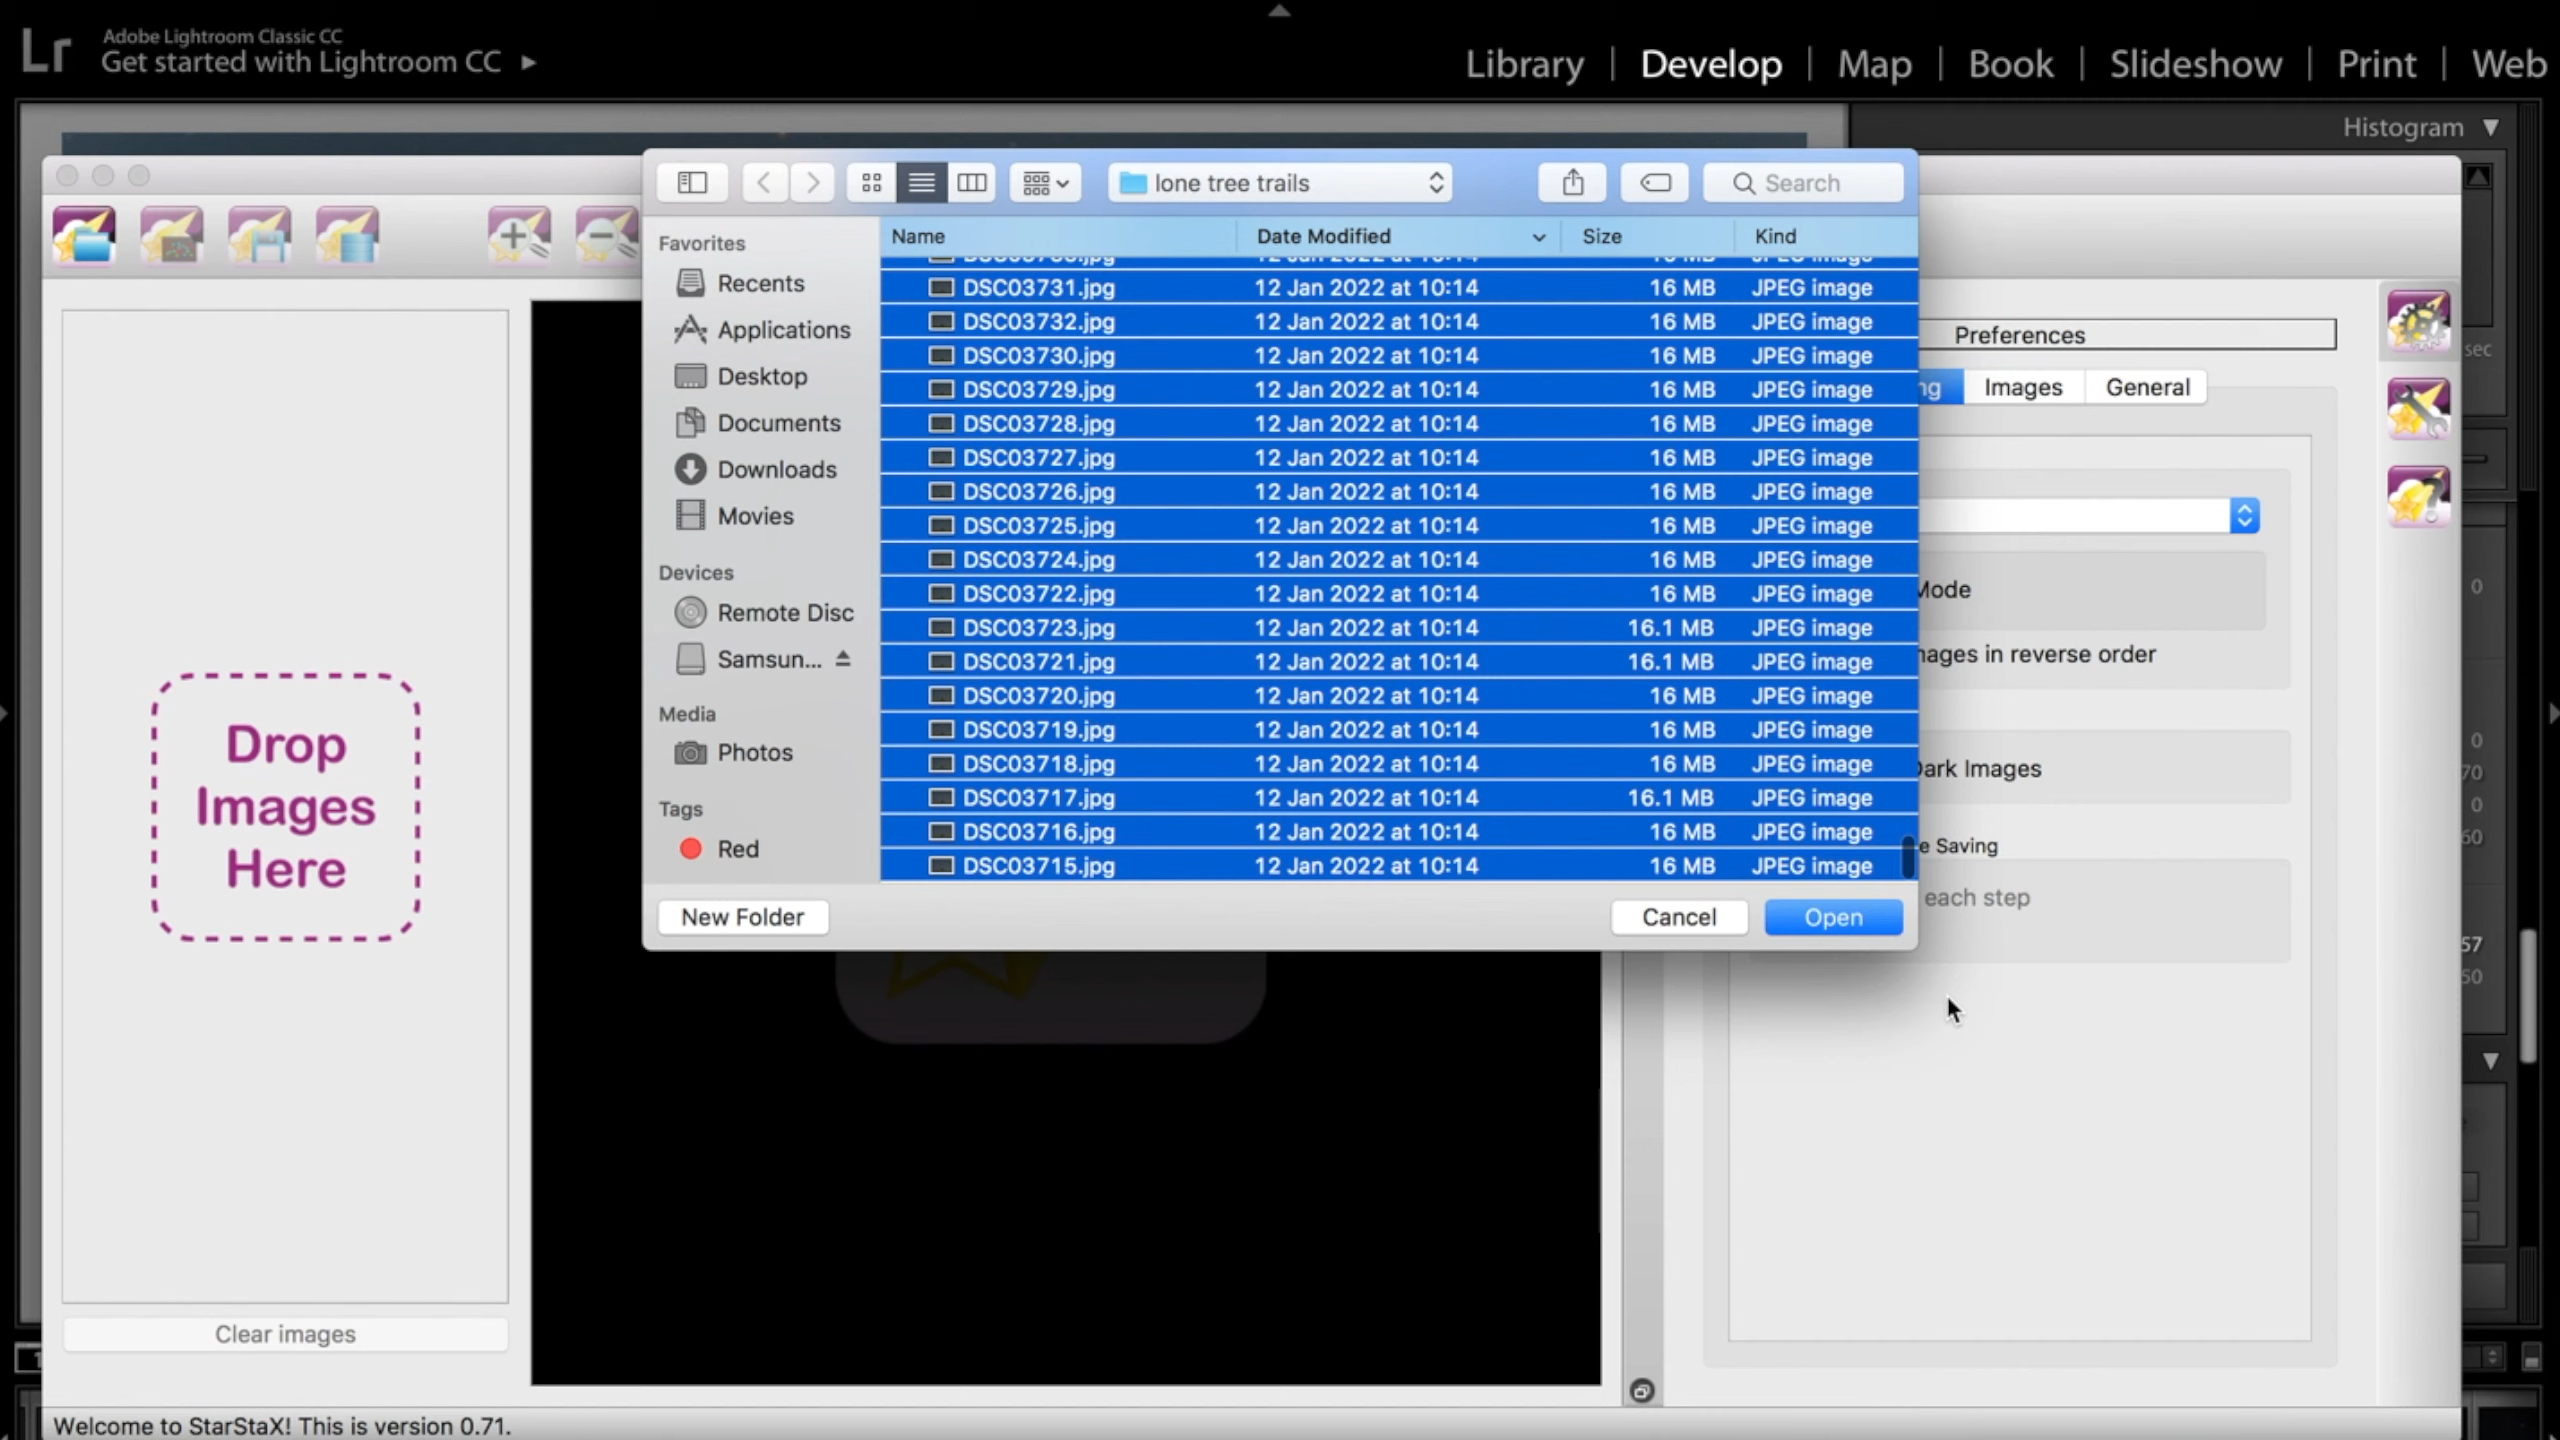 Lr
Adobe Lightroom Classic CC
Get started with Lightroom CC
Library | Develop | Map | Book | Slideshow | Print | Web
Histogram
lone tree trails
Search
Favorites
Recents
Applications
Desktop
Documents
Downloads
Movies
Devices
Remote Disc
Samsun...
Media
Photos
Tags
Red
Name Date Modified Size Kind
DSC03731.jpg 12 Jan 2022 at 10:14 16 MB JPEG image
DSC03732.jpg 12 Jan 2022 at 10:14 16 MB JPEG image
DSC03730.jpg 12 Jan 2022 at 10:14 16 MB JPEG image
DSC03729.jpg 12 Jan 2022 at 10:14 16 MB JPEG image
DSC03728.jpg 12 Jan 2022 at 10:14 16 MB JPEG image
DSC03727.jpg 12 Jan 2022 at 10:14 16 MB JPEG image
DSC03726.jpg 12 Jan 2022 at 10:14 16 MB JPEG image
DSC03725.jpg 12 Jan 2022 at 10:14 16 MB JPEG image
DSC03724.jpg 12 Jan 2022 at 10:14 16 MB JPEG image
DSC03722.jpg 12 Jan 2022 at 10:14 16 MB JPEG image
DSC03723.jpg 12 Jan 2022 at 10:14 16.1 MB JPEG image
DSC03721.jpg 12 Jan 2022 at 10:14 16.1 MB JPEG image
DSC03720.jpg 12 Jan 2022 at 10:14 16 MB JPEG image
DSC03719.jpg 12 Jan 2022 at 10:14 16 MB JPEG image
DSC03718.jpg 12 Jan 2022 at 10:14 16 MB JPEG image
DSC03717.jpg 12 Jan 2022 at 10:14 16.1 MB JPEG image
DSC03716.jpg 12 Jan 2022 at 10:14 16 MB JPEG image
DSC03715.jpg 12 Jan 2022 at 10:14 16 MB JPEG image
New Folder
Cancel
Open
Preferences
Images
General
Mode
in reverse order
Dark Images
Saving
each step
sec
0
0
70
0
60
57
50
Drop
Images
Here
Clear images
Welcome to StarStaX! This is version 0.71.